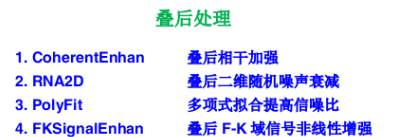 叠后处理
1. CoherentEnhan 叠后相干加强
2. RNA2D 叠后二维随机噪声衰减
3. PolyFit 多项式拟合提高信噪比
4. FKSignalEnhan 叠后 F-K 域信号非线性增强